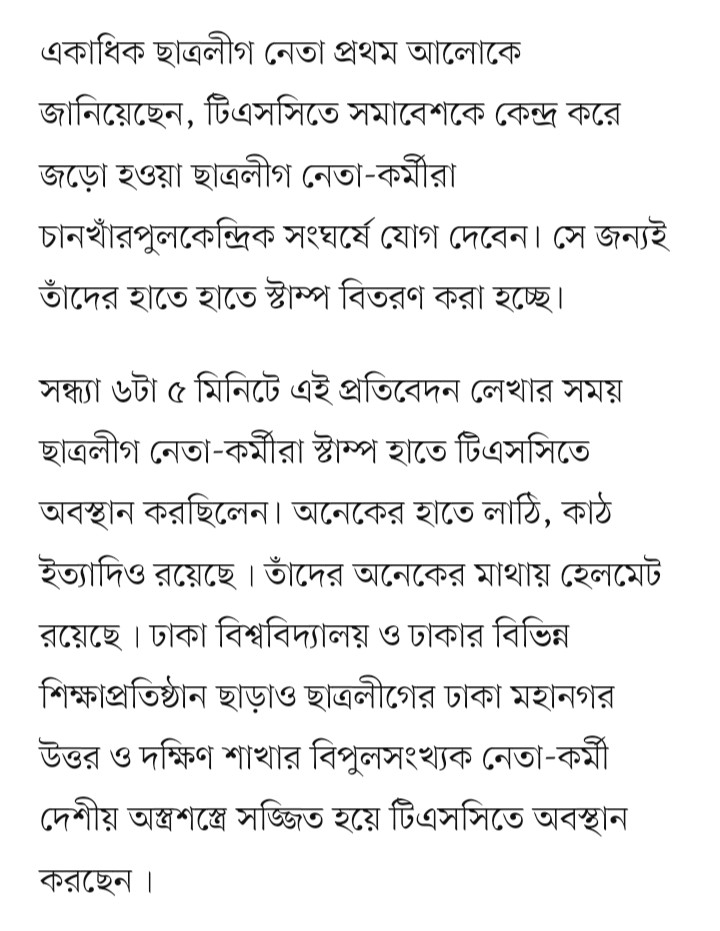 একাধিক ছাত্রলীগ নেতা প্রথম আলোকে
জানিয়েছেন, টিএসসিতে সমাবেশকে কেন্দ্র করে
জড়ো হওয়া ছাত্রলীগ নেতা-কর্মীরা
চানখাঁরপুলকেন্দ্রিক সংঘর্ষে যোগ দেবেন। সে জন্যই
তাঁদের হাতে হাতে স্টাম্প বিতরণ করা হচ্ছে।
সন্ধ্যা ৬টা ৫ মিনিটে এই প্রতিবেদন লেখার সময়
ছাত্রলীগ নেতা-কর্মীরা স্টাম্প হাতে টিএসসিতে
অবস্থান করছিলেন। অনেকের হাতে লাঠি, কাঠ
ইত্যাদিও রয়েছে । তাঁদের অনেকের মাথায় হেলমেট
রয়েছে । ঢাকা বিশ্ববিদ্যালয় ও ঢাকার বিভিন্ন
শিক্ষাপ্রতিষ্ঠান ছাড়াও ছাত্রলীগের ঢাকা মহানগর
উত্তর ও দক্ষিণ শাখার বিপুলসংখ্যক নেতা-কর্মী
দেশীয় অস্ত্রশস্ত্রে সজ্জিত হয়ে টিএসসিতে অবস্থান
করছেন ।